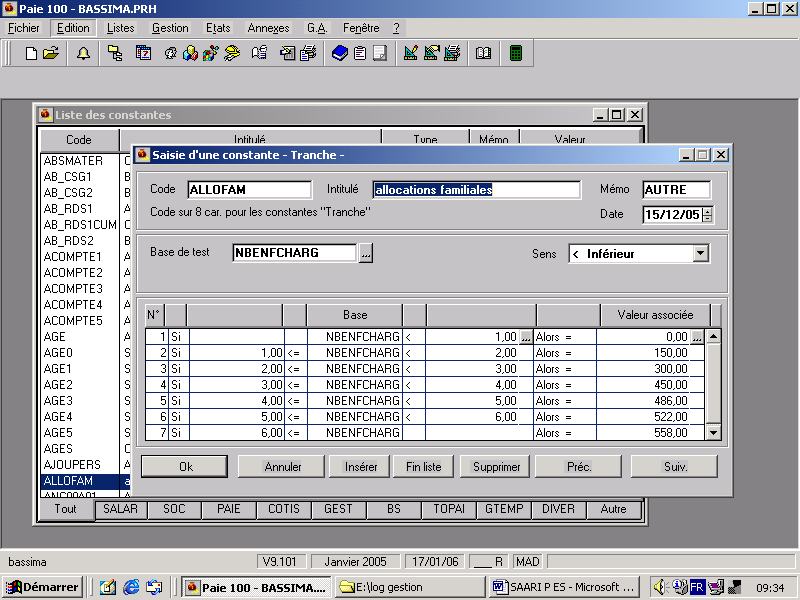 Paie 100 - BASSIMA.PRH
Fichier Edition Listes Gestion Etats Annexes G.A. Fenêtre ?
Liste des constantes
Code Intitulé Type Mémo Valeur
ABSMATER
AB_CSG1
AB_CSG2
AB_RDS1
AB_RDS1CUM
AB_RDS2
ACOMPTE1
ACOMPTE2
ACOMPTE3
ACOMPTE4
ACOMPTE5
AGE
AGE0
AGE1
AGE2
AGE3
AGE4
AGE5
AGES
AJOUPERS
ALLOFAM
ANC00A01
Saisie d'une constante - Tranche -
Code ALLOFAM Intitulé allocations familiales Mémo AUTRE
Code sur 8 car. pour les constantes "Tranche" Date 15/12/05
Base de test NBENFCHARG ... Sens < Inférieur
N° Base Valeur associée
1 Si NBENFCHARG < 1,00 ... Alors = 0,00 ...
2 Si 1,00 <= NBENFCHARG < 2,00 Alors = 150,00
3 Si 2,00 <= NBENFCHARG < 3,00 Alors = 300,00
4 Si 3,00 <= NBENFCHARG < 4,00 Alors = 450,00
5 Si 4,00 <= NBENFCHARG < 5,00 Alors = 486,00
6 Si 5,00 <= NBENFCHARG < 6,00 Alors = 522,00
7 Si 6,00 <= NBENFCHARG Alors = 558,00
Ok Annuler Insérer Fin liste Supprimer Préc. Suiv.
Tout SALAR SOC PAIE COTIS GEST BS TOPAI GTEMP DIVER Autre
bassima V9.101 Janvier 2005 17/01/06 ___ R MAD
Démarrer Paie 100 - BASSIMA.... E:\log gestion SAARI P ES - Microsoft ... FR 09:34